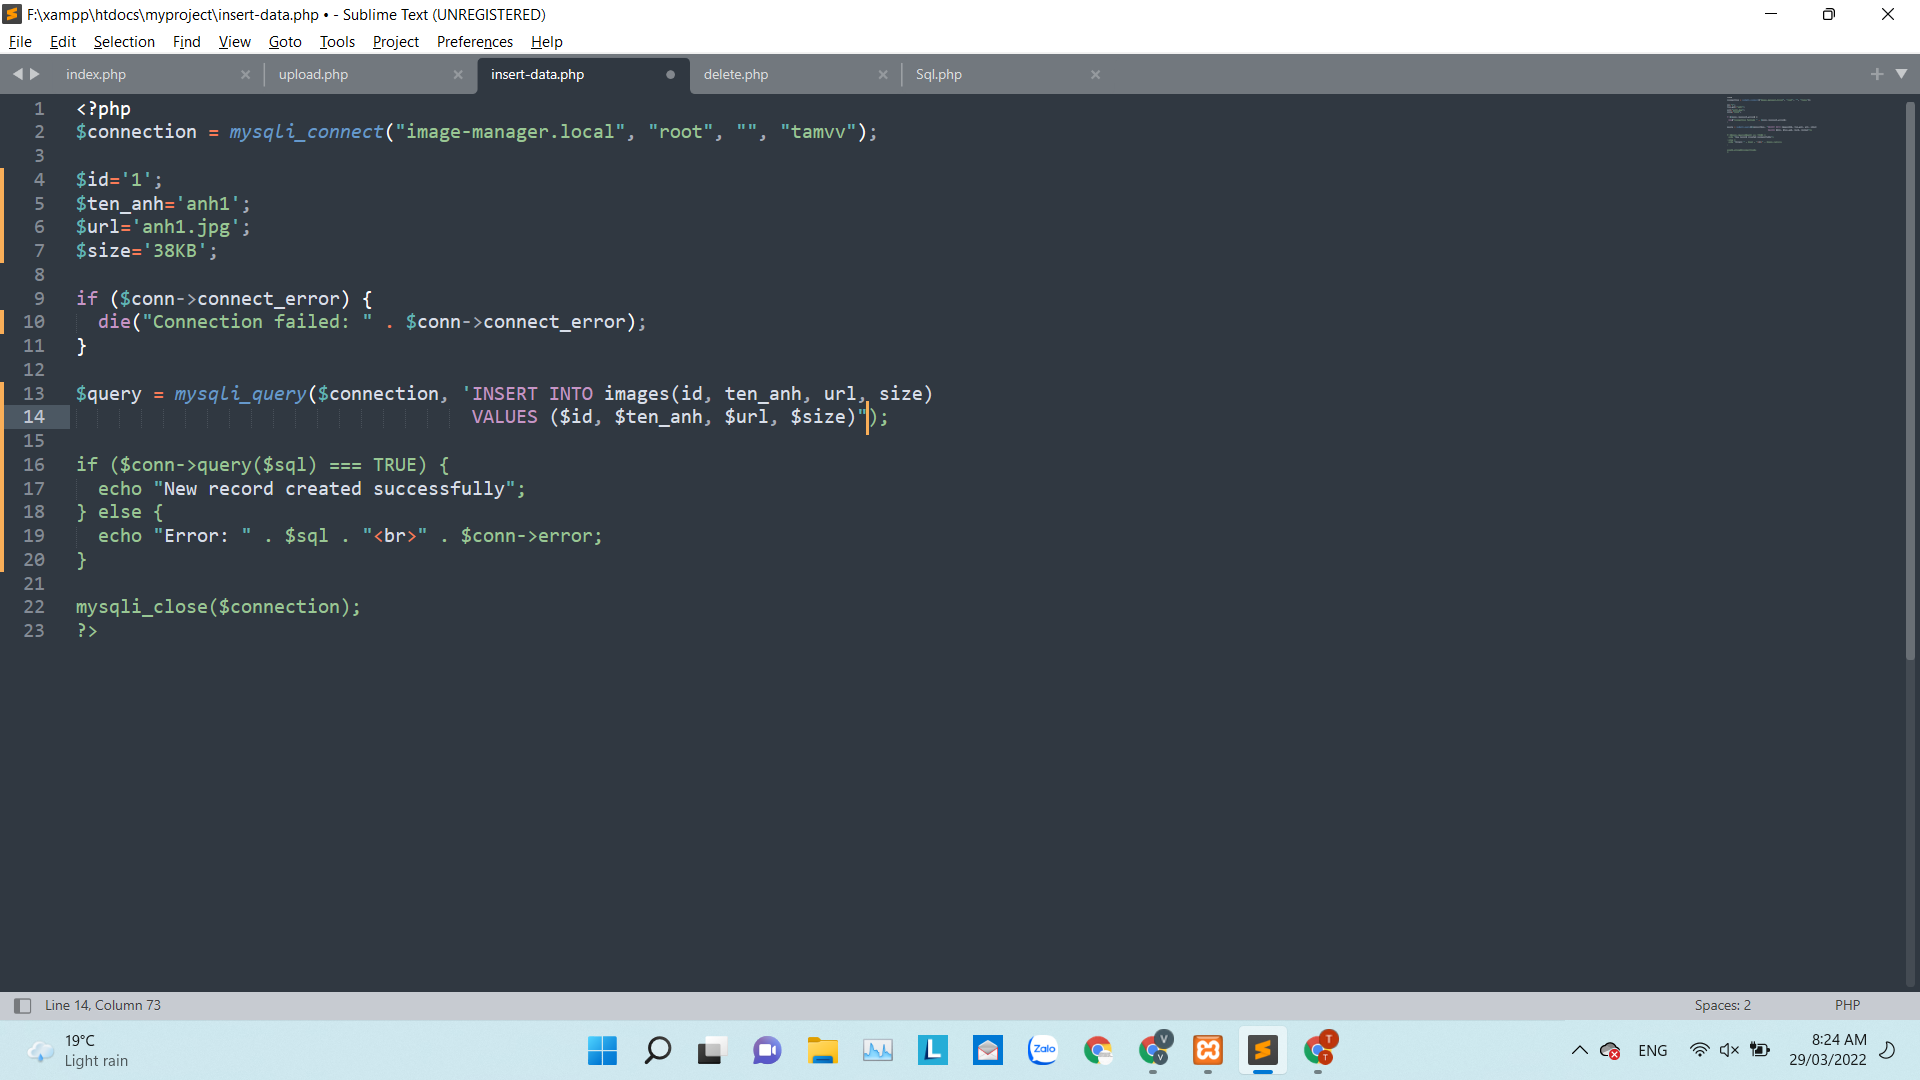 F:\xampp\htdocs\myproject\insert-data.php • - Sublime Text (UNREGISTERED)
File Edit Selection Find View Goto Tools Project Preferences Help
index.php × upload.php × insert-data.php ● delete.php × Sql.php ×
1 <?php
2 $connection = mysqli_connect("image-manager.local", "root", "", "tamvv");
3
4 $id='1';
5 $ten_anh='anh1';
6 $url='anh1.jpg';
7 $size='38KB';
8
9 if ($conn->connect_error) {
10   die("Connection failed: " . $conn->connect_error);
11 }
12
13 $query = mysqli_query($connection, 'INSERT INTO images(id, ten_anh, url, size)
14                                     VALUES ($id, $ten_anh, $url, $size)");
15
16 if ($conn->query($sql) === TRUE) {
17   echo "New record created successfully";
18 } else {
19   echo "Error: " . $sql . "<br>" . $conn->error;
20 }
21
22 mysqli_close($connection);
23 ?>
Line 14, Column 73 Spaces: 2 PHP
19°C
Light rain
L
Zalo
V
V
T
T
ENG
8:24 AM
29/03/2022